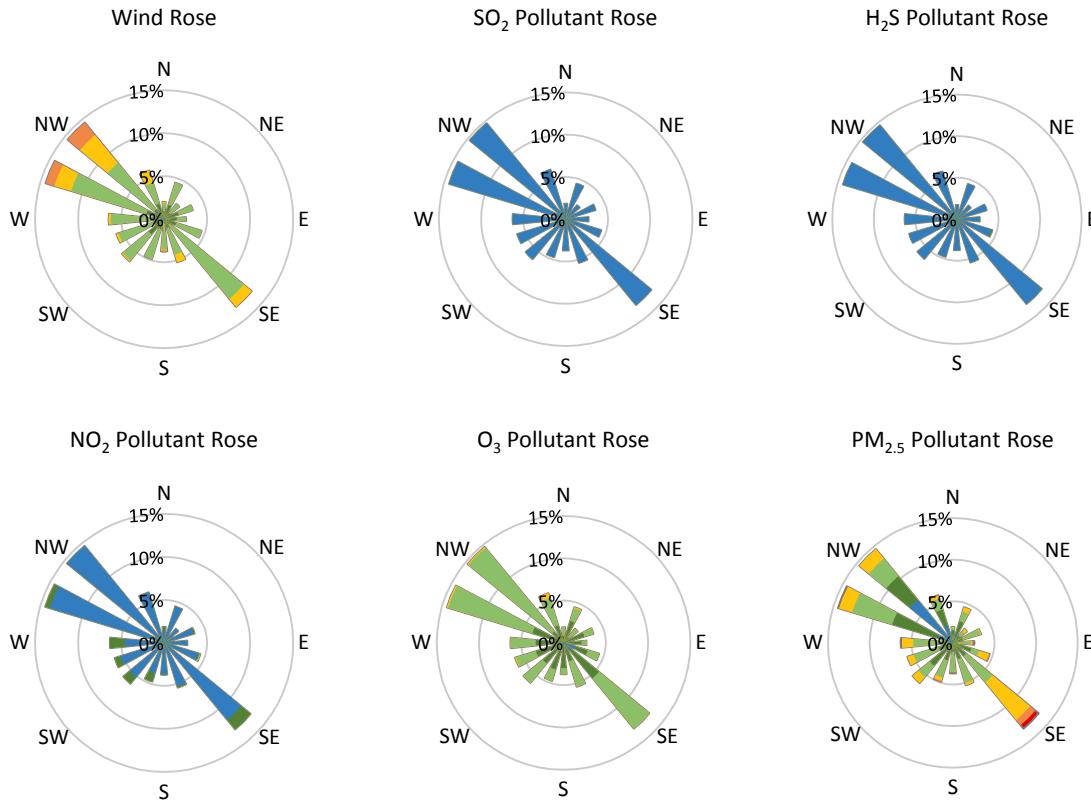 Wind Rose
N
15%
NW
NE
10%
5%
W
0%
E
SW
SE
S
SO2 Pollutant Rose
N
15%
NW
NE
10%
5%
W
0%
E
SW
SE
S
H2S Pollutant Rose
N
15%
NW
NE
10%
5%
W
0%
E
SW
SE
S
NO2 Pollutant Rose
N
15%
NW
NE
10%
5%
W
0%
E
SW
SE
S
O3 Pollutant Rose
N
15%
NW
NE
10%
5%
W
0%
E
SW
SE
S
PM2.5 Pollutant Rose
N
15%
NW
NE
10%
5%
W
0%
E
SW
SE
S